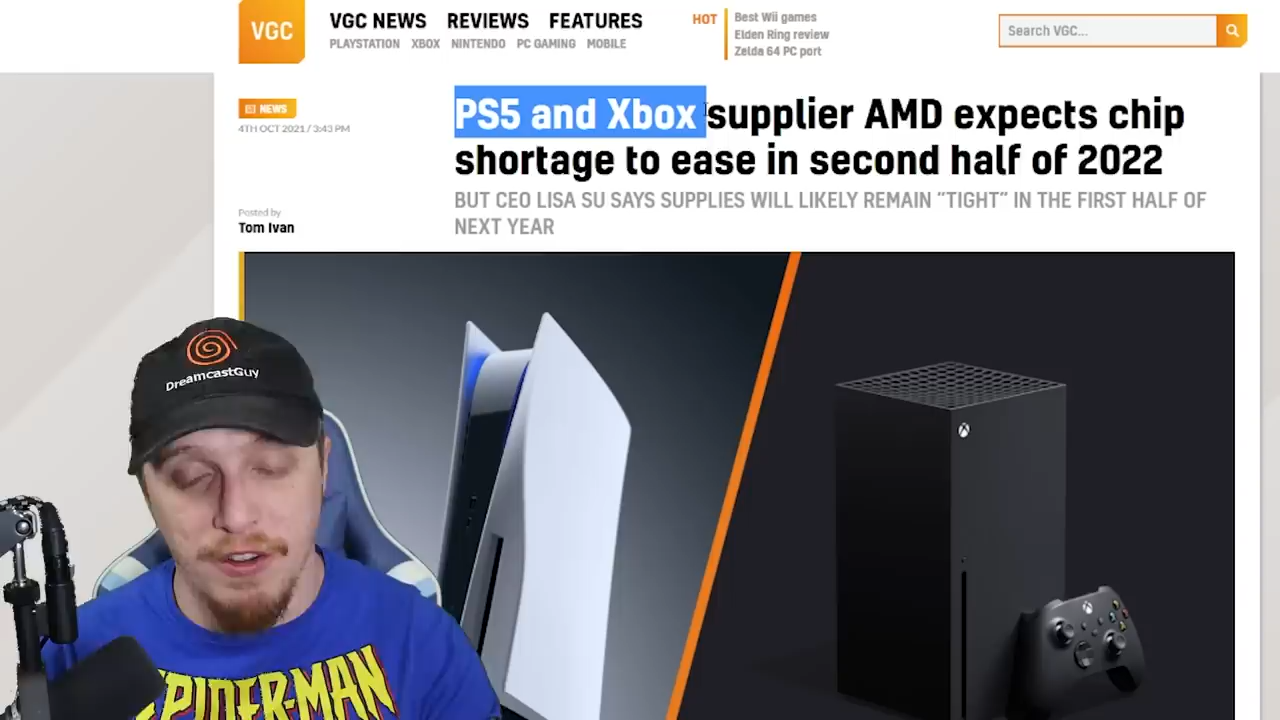 VGC
VGC NEWS REVIEWS FEATURES
PLAYSTATION XBOX NINTENDO PC GAMING MOBILE
HOT
Best Wii games
Elden Ring review
Zelda 64 PC port
Search VGC...
NEWS
4TH OCT 2021 / 3:43 PM
PS5 and Xbox supplier AMD expects chip
shortage to ease in second half of 2022
BUT CEO LISA SU SAYS SUPPLIES WILL LIKELY REMAIN "TIGHT" IN THE FIRST HALF OF
NEXT YEAR
Posted by
Tom Ivan
DreamcastGuy
SPIDER-MAN